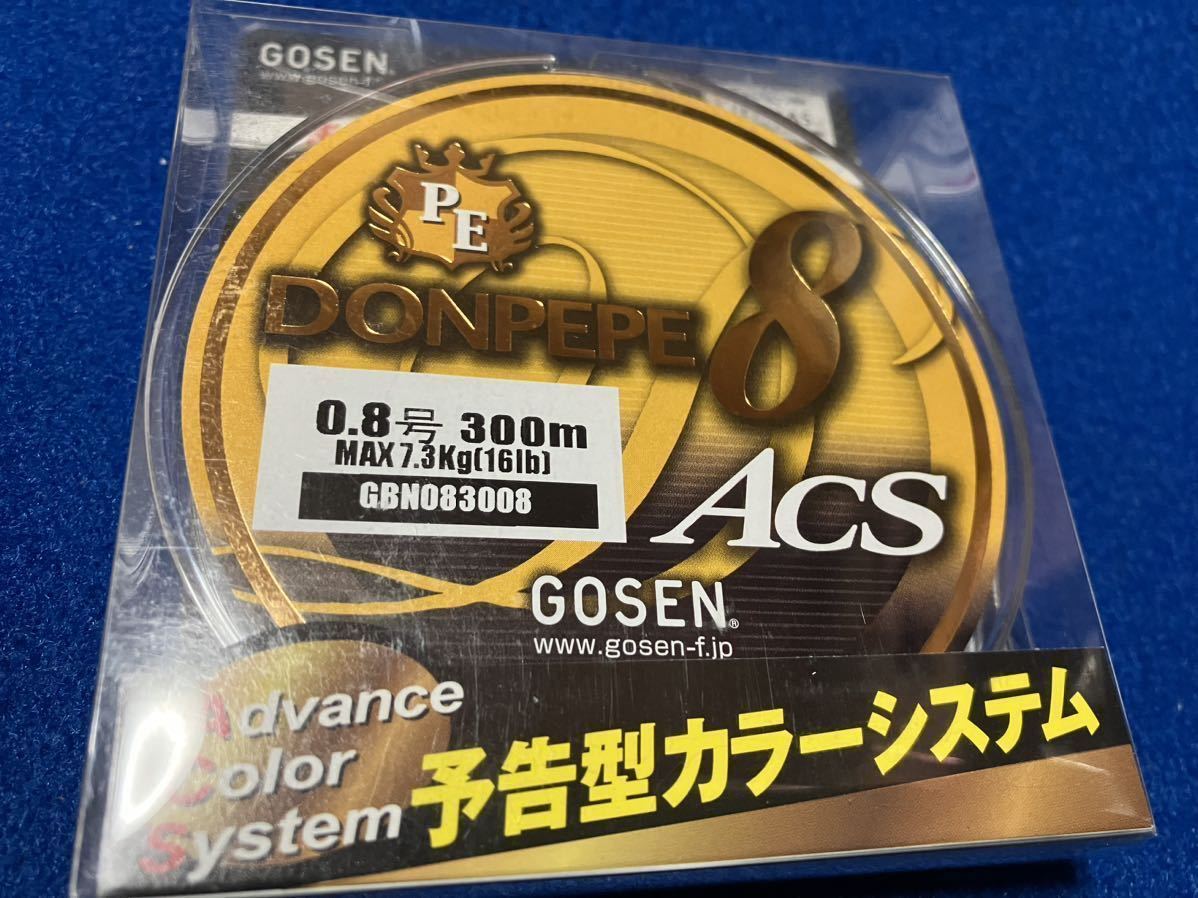 GOSEN®
www.gosen-f
PE
DONPEPE 8
0.8号 300m
MAX 7.3Kg(16lb)
GBN083008
ACS
GOSEN®
www.gosen-f.jp
Advance
Color
System
予告型カラーシステム